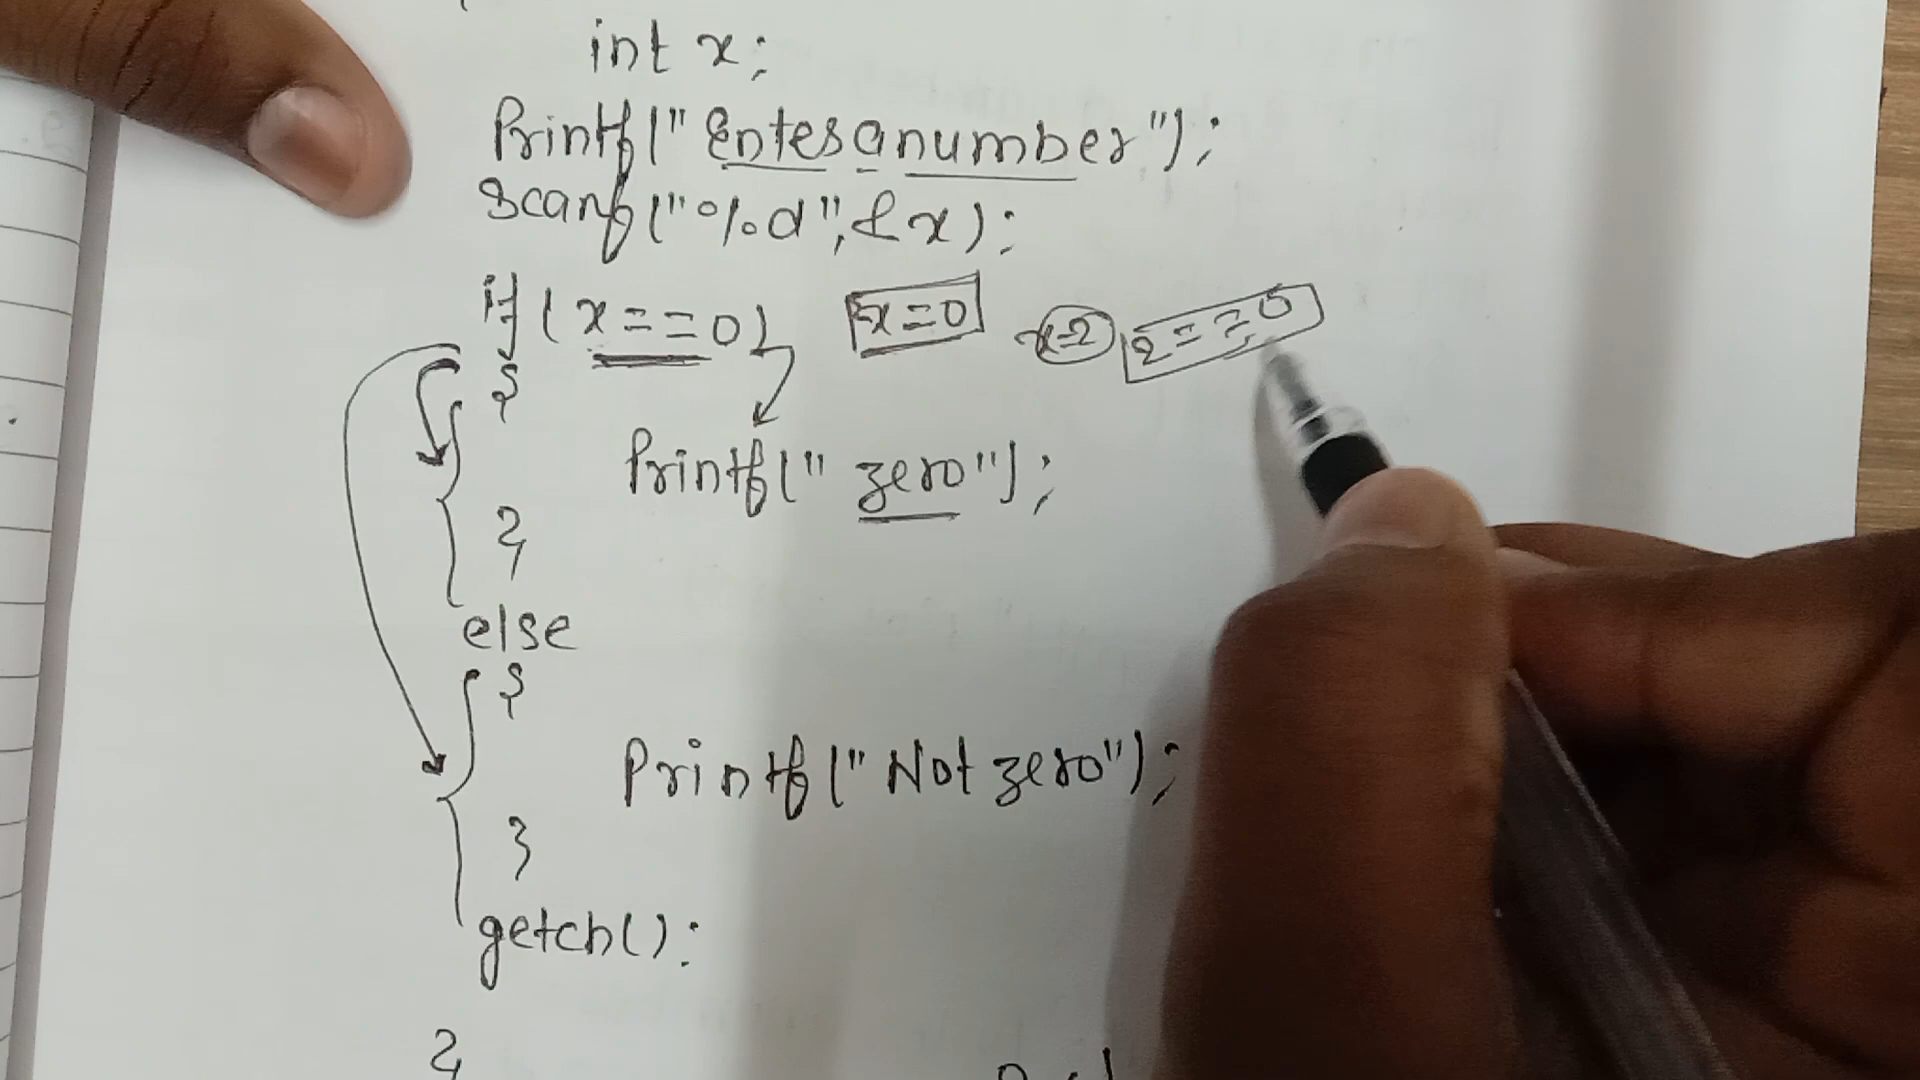 int x;
Printf("Enter a number");
Scanf("%d",&x);
if(x==0) x=0 x=2 2==0
{
Printf("zero");
}
else
{
Printf("Not zero");
}
getch();
}